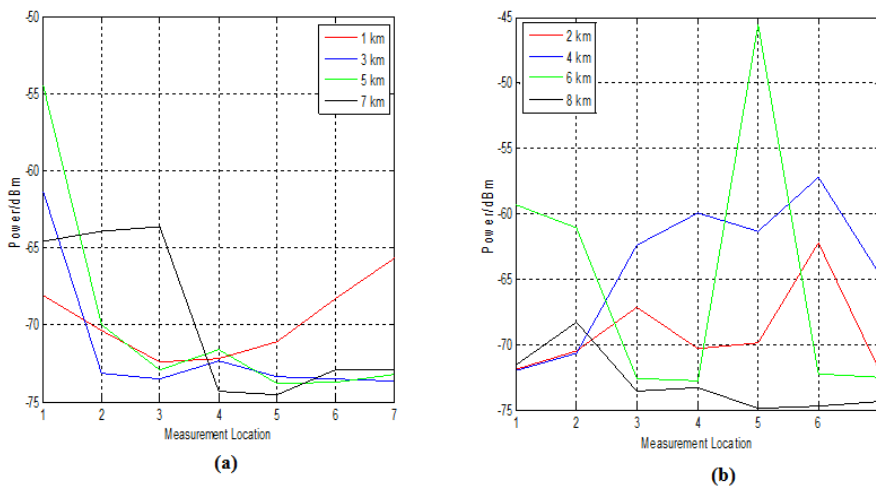 -50
-55
-60
-65
-70
-75
Power/dBm
1 km
3 km
5 km
7 km
1 2 3 4 5 6 7
Measurement Location
(a)
-45
-50
-55
-60
-65
-70
-75
Power/dBm
2 km
4 km
6 km
8 km
1 2 3 4 5 6
Measurement Location
(b)